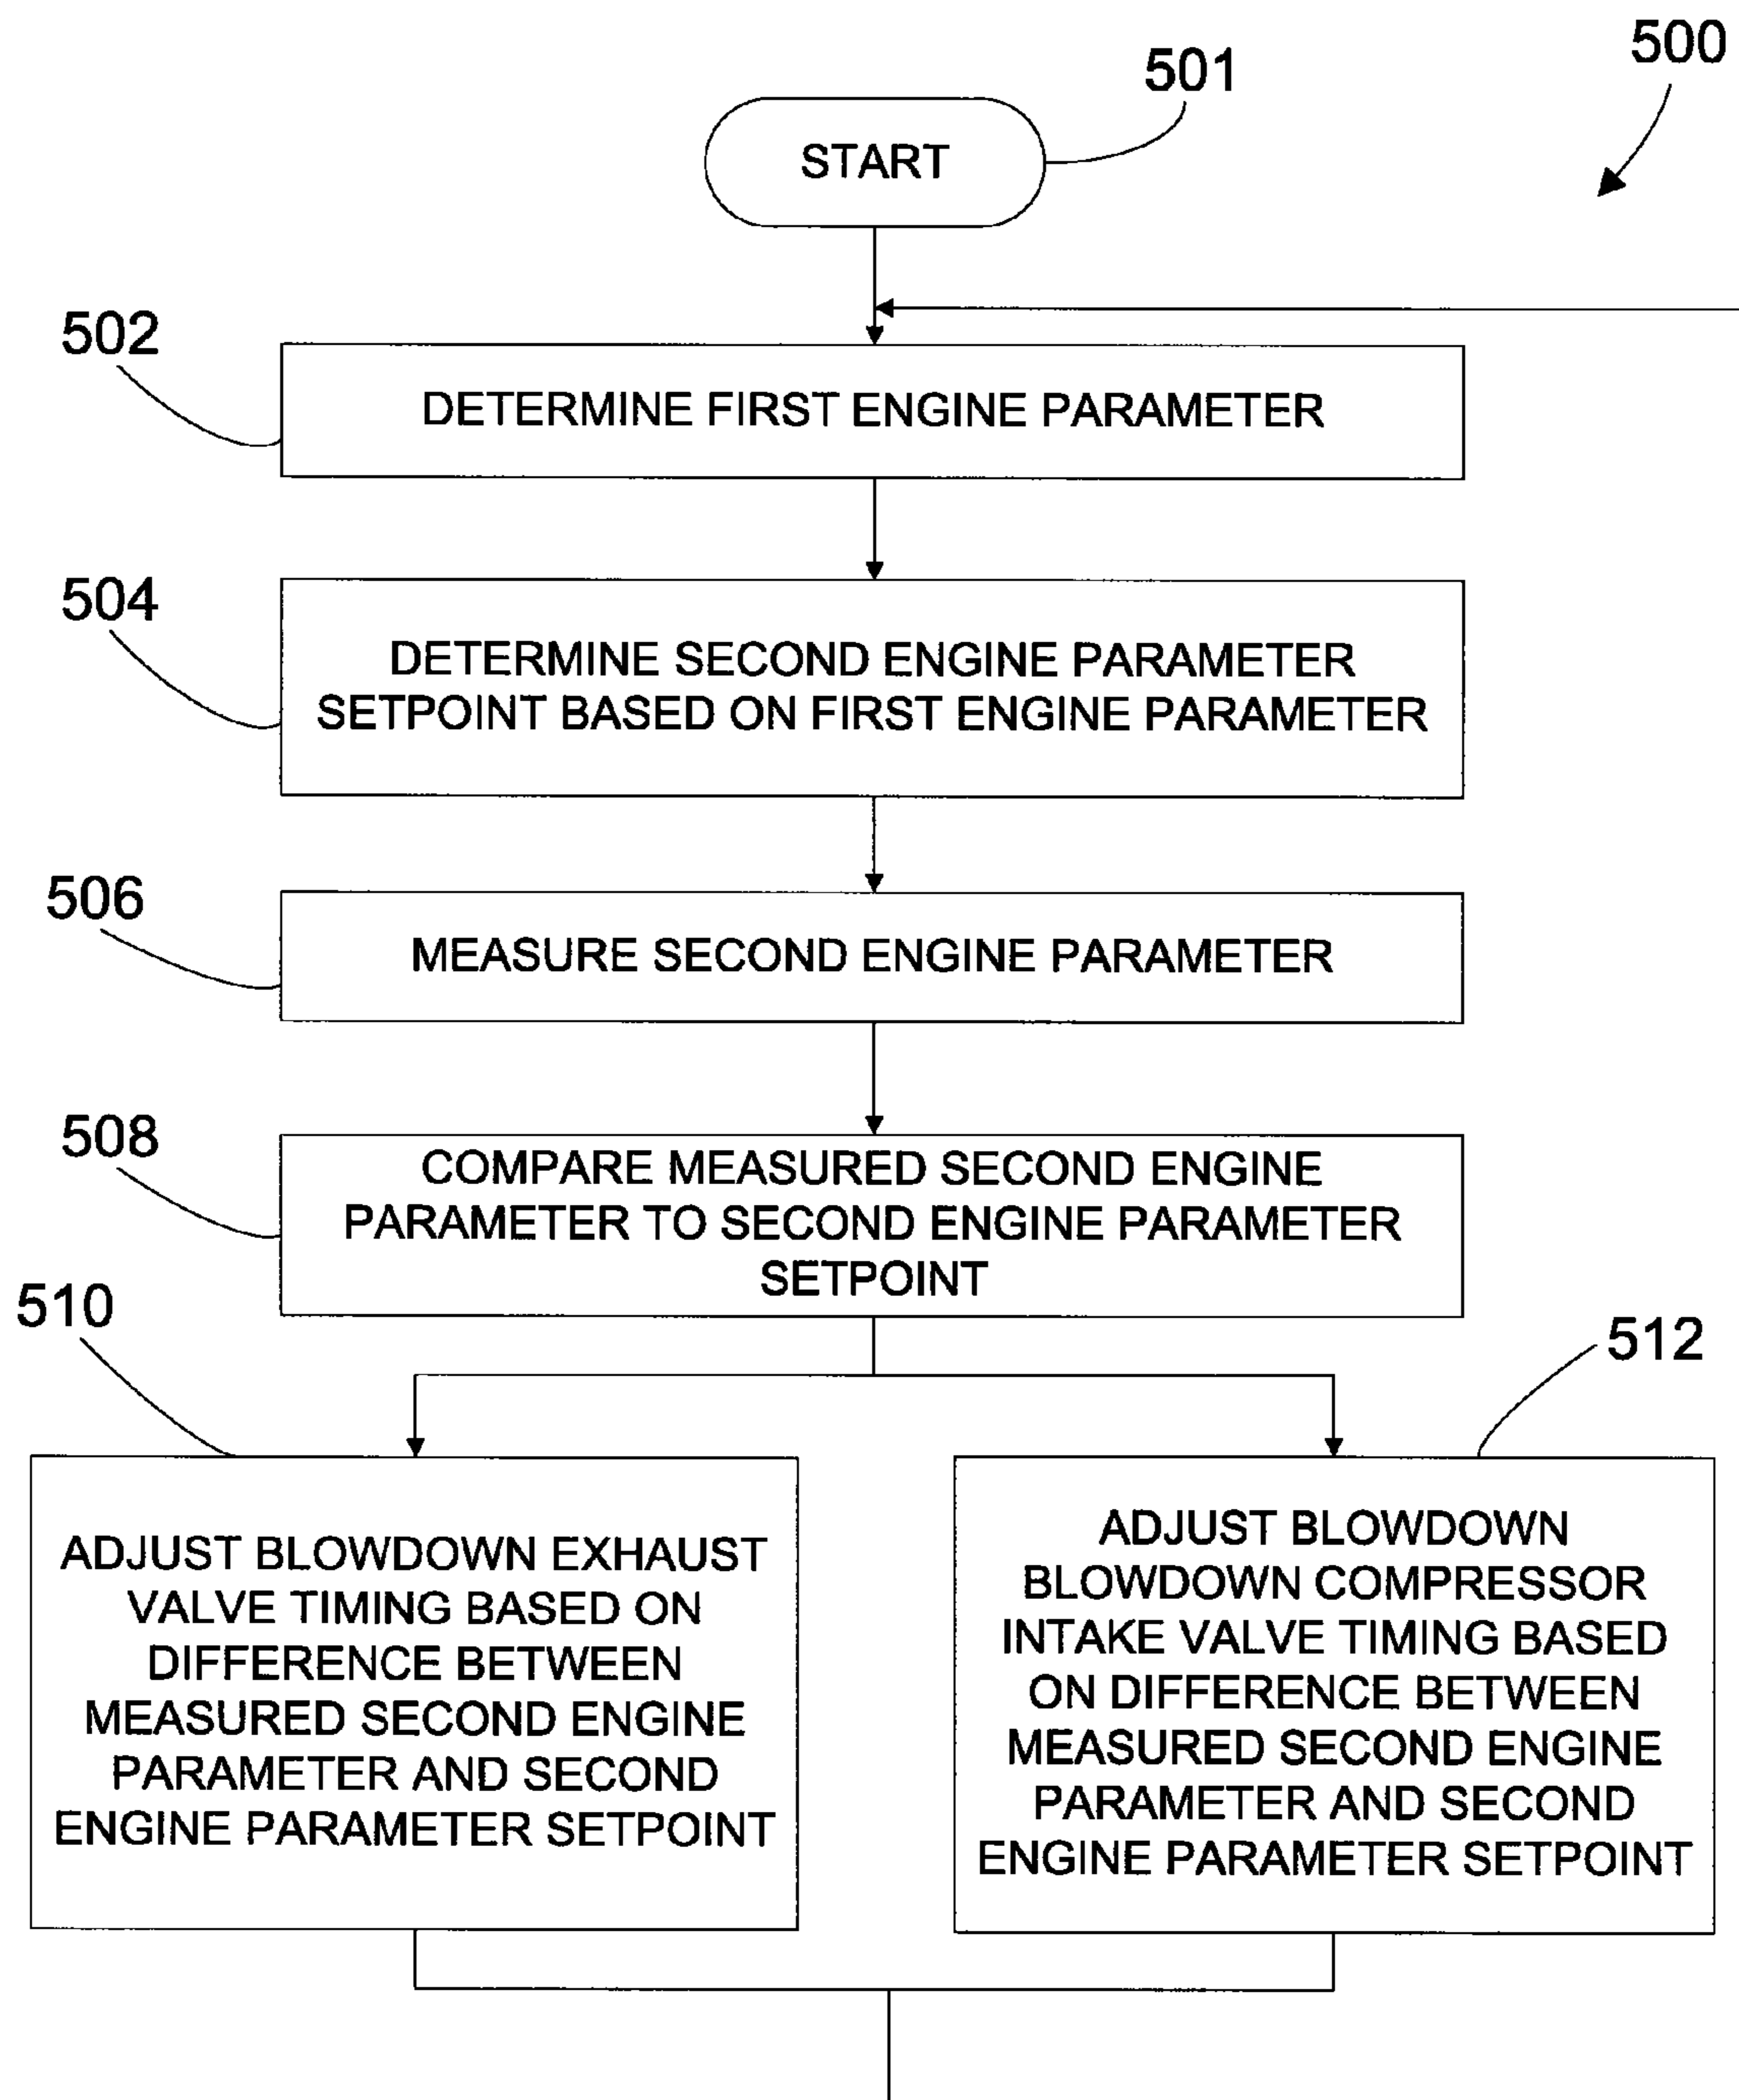 500
501
START
502
DETERMINE FIRST ENGINE PARAMETER
504
DETERMINE SECOND ENGINE PARAMETER
SETPOINT BASED ON FIRST ENGINE PARAMETER
506
MEASURE SECOND ENGINE PARAMETER
508
COMPARE MEASURED SECOND ENGINE
PARAMETER TO SECOND ENGINE PARAMETER
SETPOINT
510
ADJUST BLOWDOWN EXHAUST
VALVE TIMING BASED ON
DIFFERENCE BETWEEN
MEASURED SECOND ENGINE
PARAMETER AND SECOND
ENGINE PARAMETER SETPOINT
512
ADJUST BLOWDOWN
BLOWDOWN COMPRESSOR
INTAKE VALVE TIMING BASED
ON DIFFERENCE BETWEEN
MEASURED SECOND ENGINE
PARAMETER AND SECOND
ENGINE PARAMETER SETPOINT